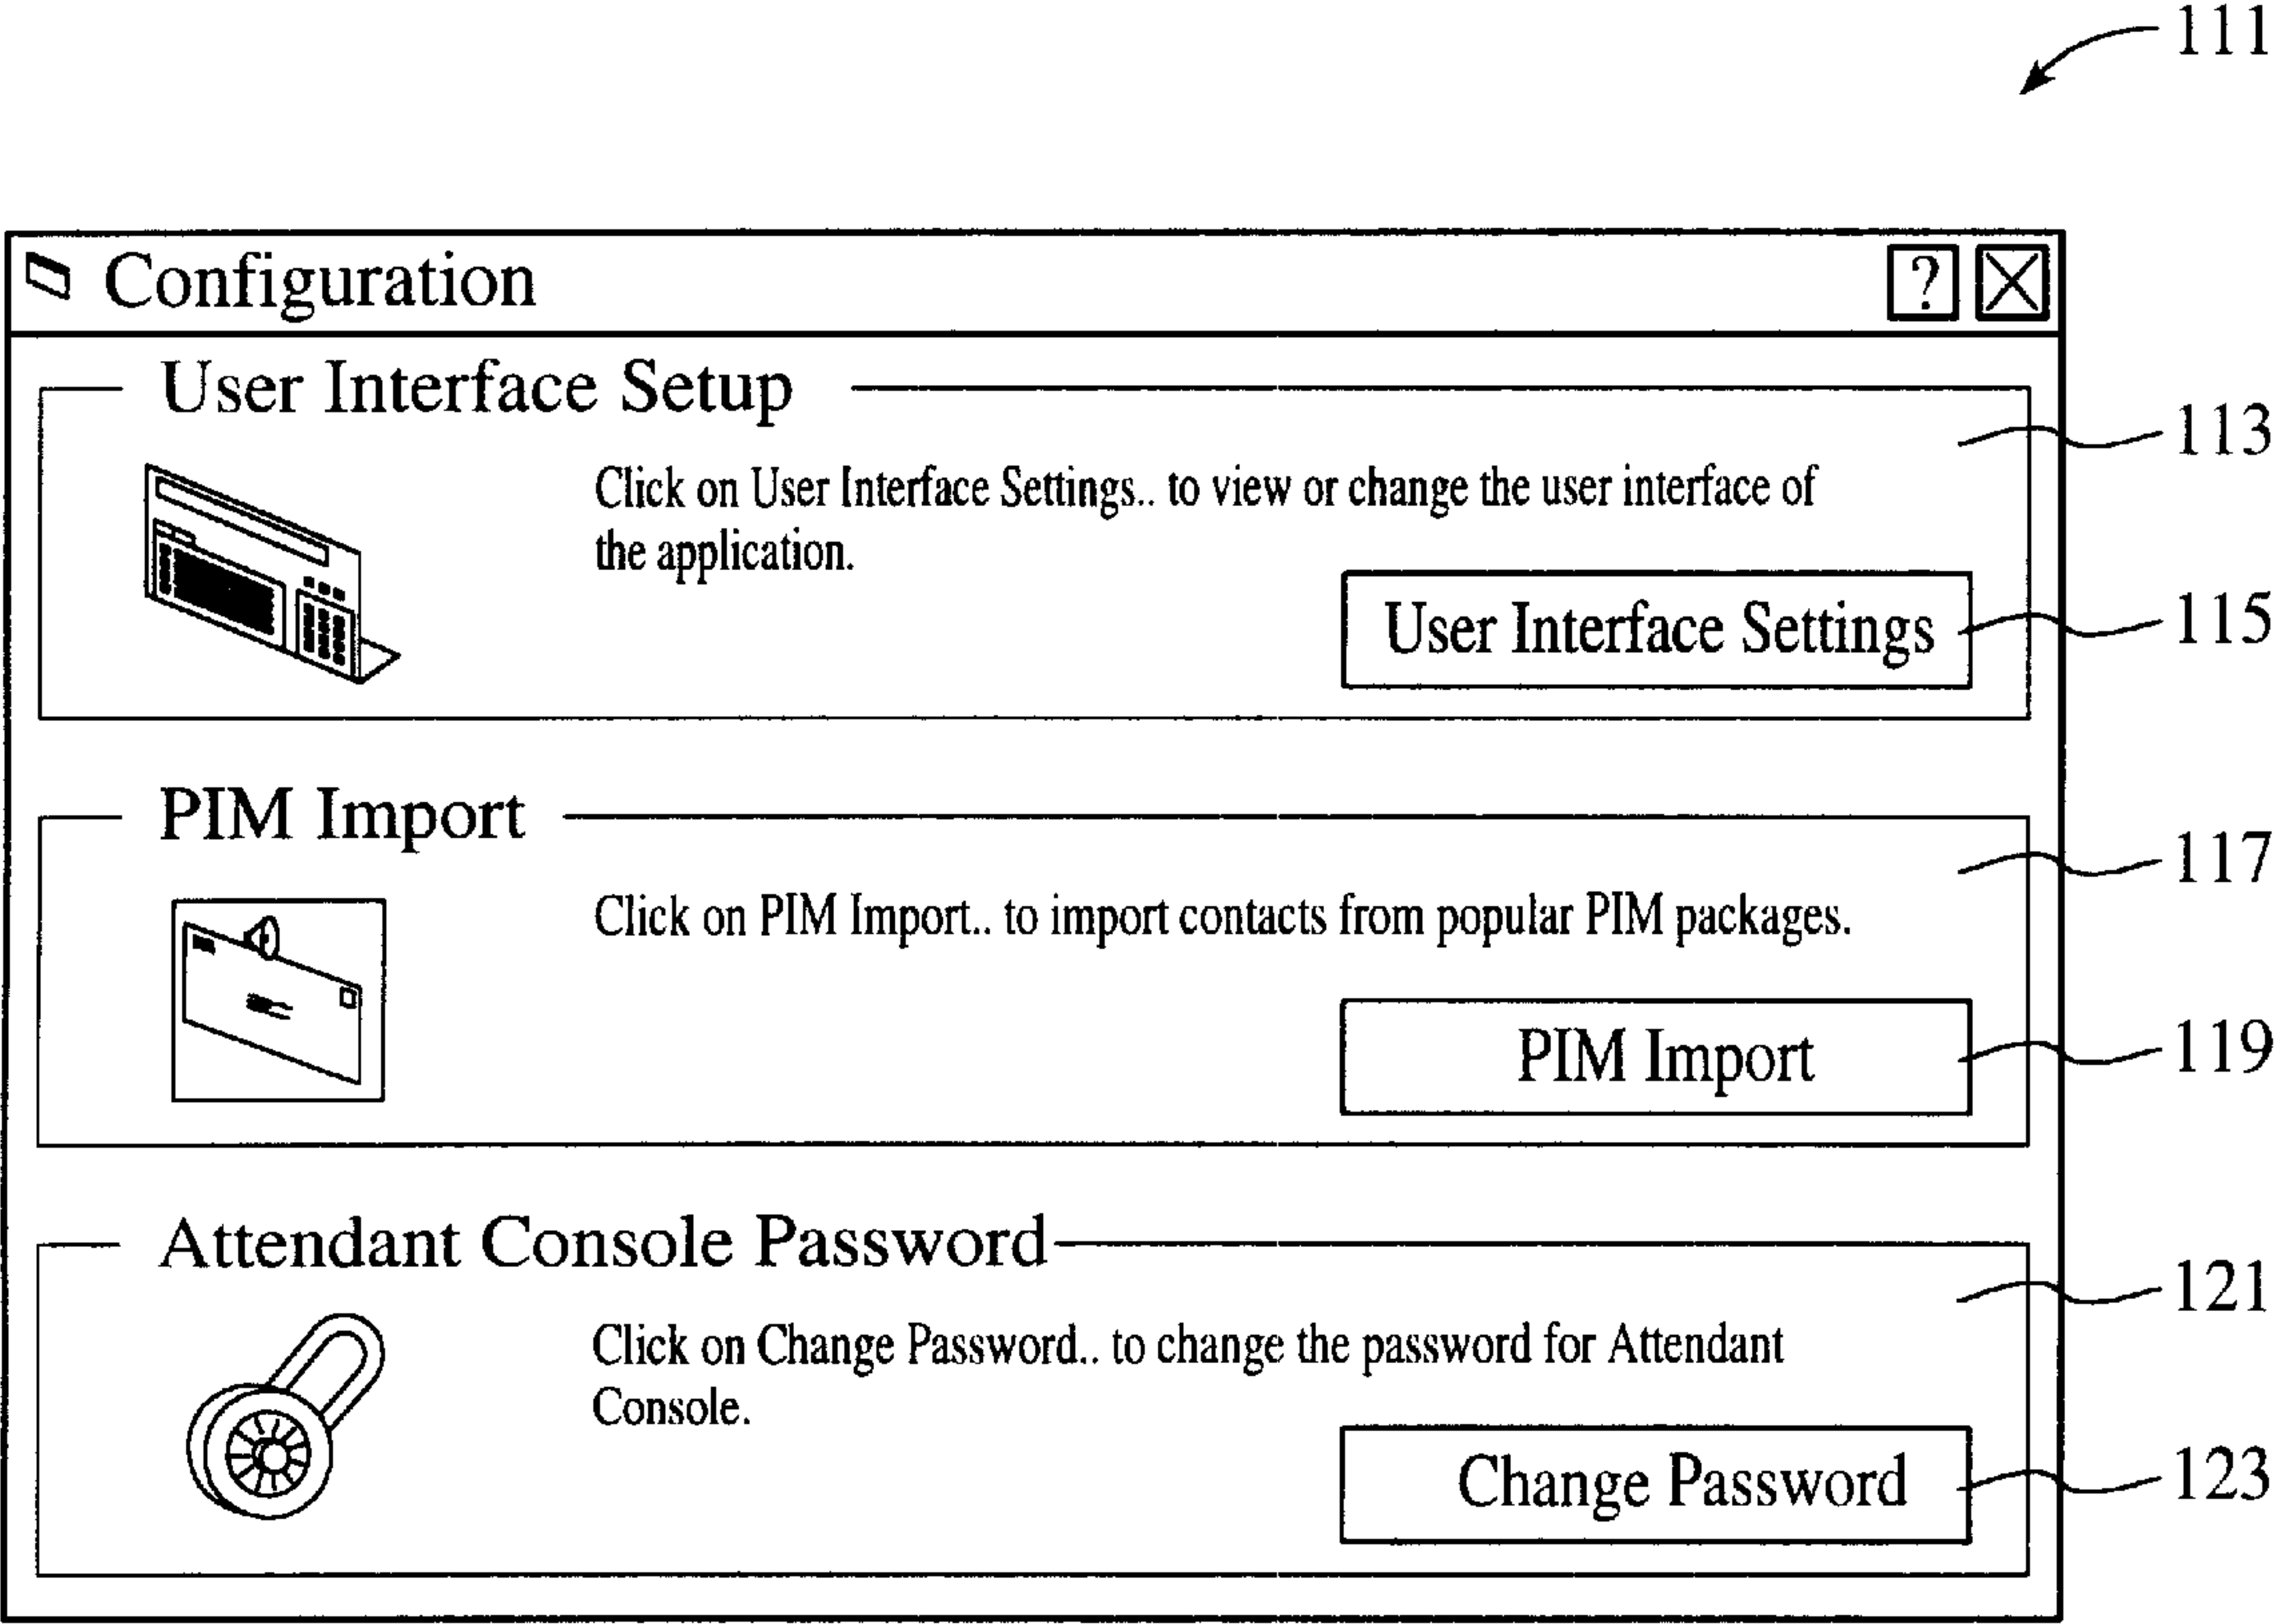 111
Configuration ?
User Interface Setup
113
Click on User Interface Settings.. to view or change the user interface of
the application.
User Interface Settings
115
PIM Import
117
Click on PIM Import.. to import contacts from popular PIM packages.
PIM Import
119
Attendant Console Password
121
Click on Change Password.. to change the password for Attendant
Console.
Change Password
123